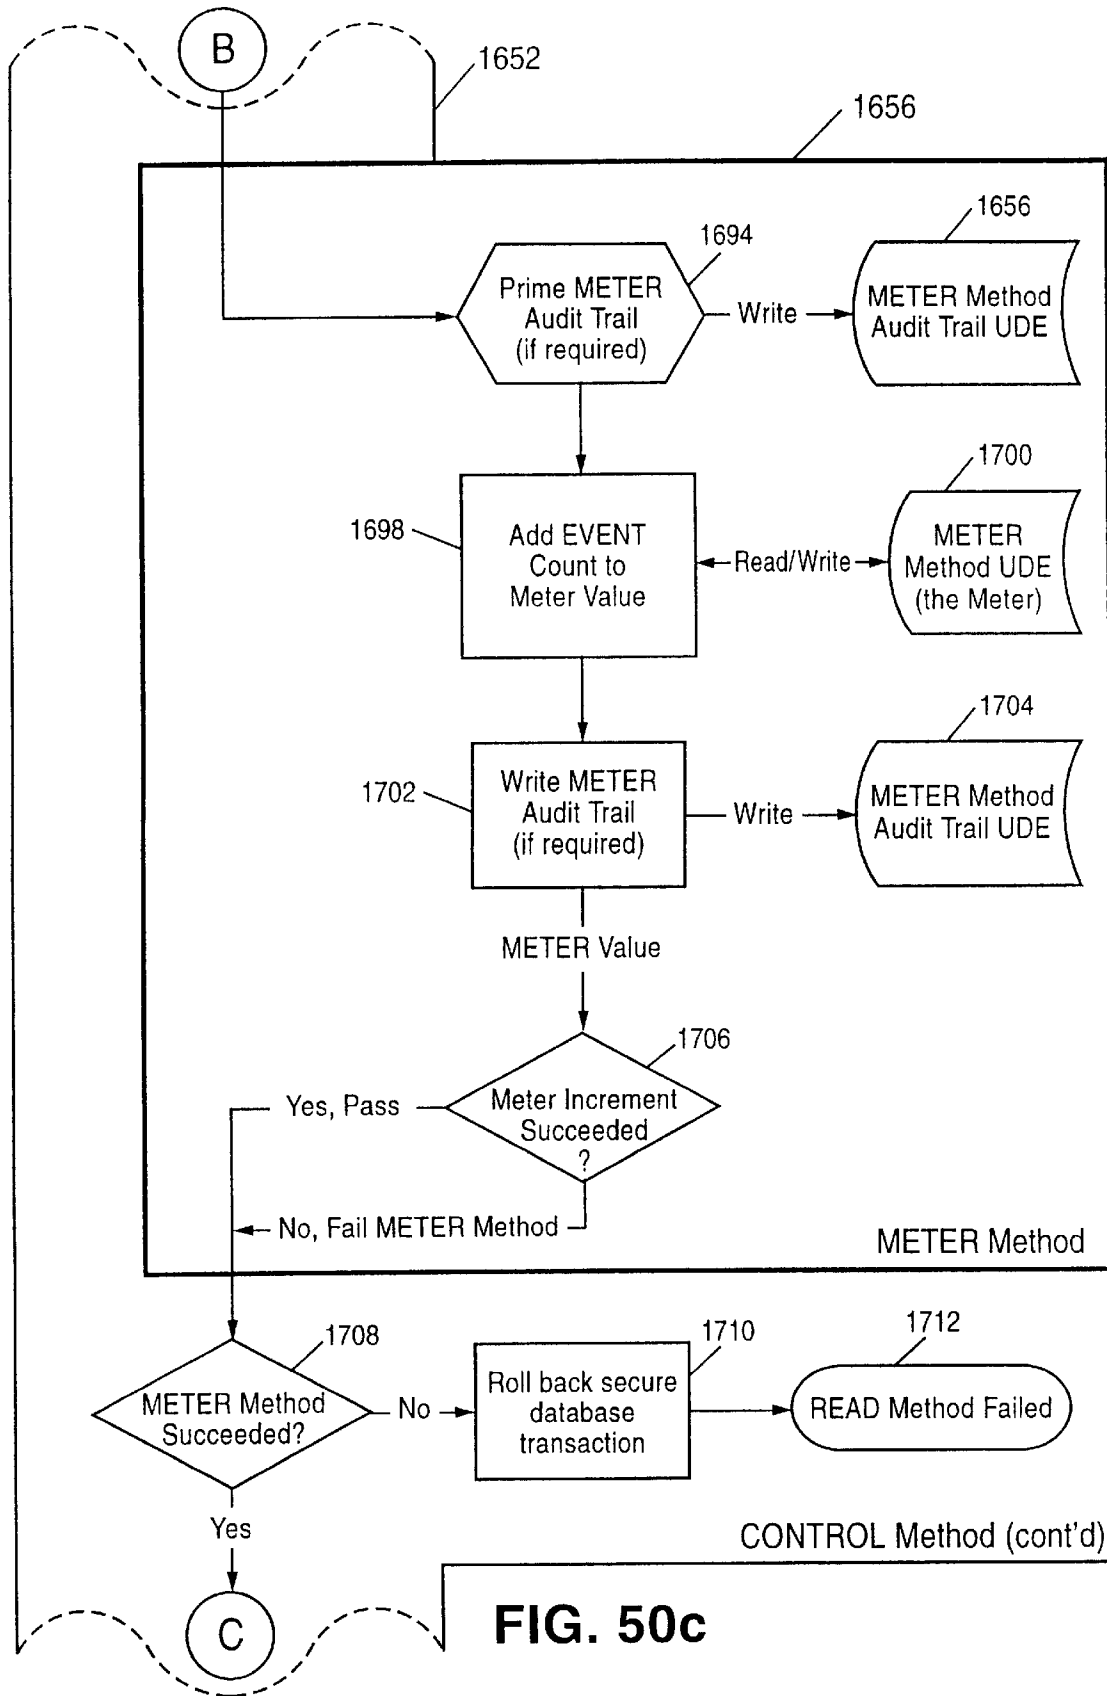 B
1652
1656
1656
1694
Prime METER
Audit Trail
(if required)
Write
METER Method
Audit Trail UDE
1700
1698
Add EVENT
Count to
Meter Value
Read/Write
METER
Method UDE
(the Meter)
1704
1702
Write METER
Audit Trail
(if required)
Write
METER Method
Audit Trail UDE
METER Value
1706
Yes, Pass
Meter Increment
Succeeded
?
No, Fail METER Method
METER Method
1708
METER Method
Succeeded?
No
1710
Roll back secure
database
transaction
1712
READ Method Failed
Yes
CONTROL Method (cont'd)
C
FIG. 50c